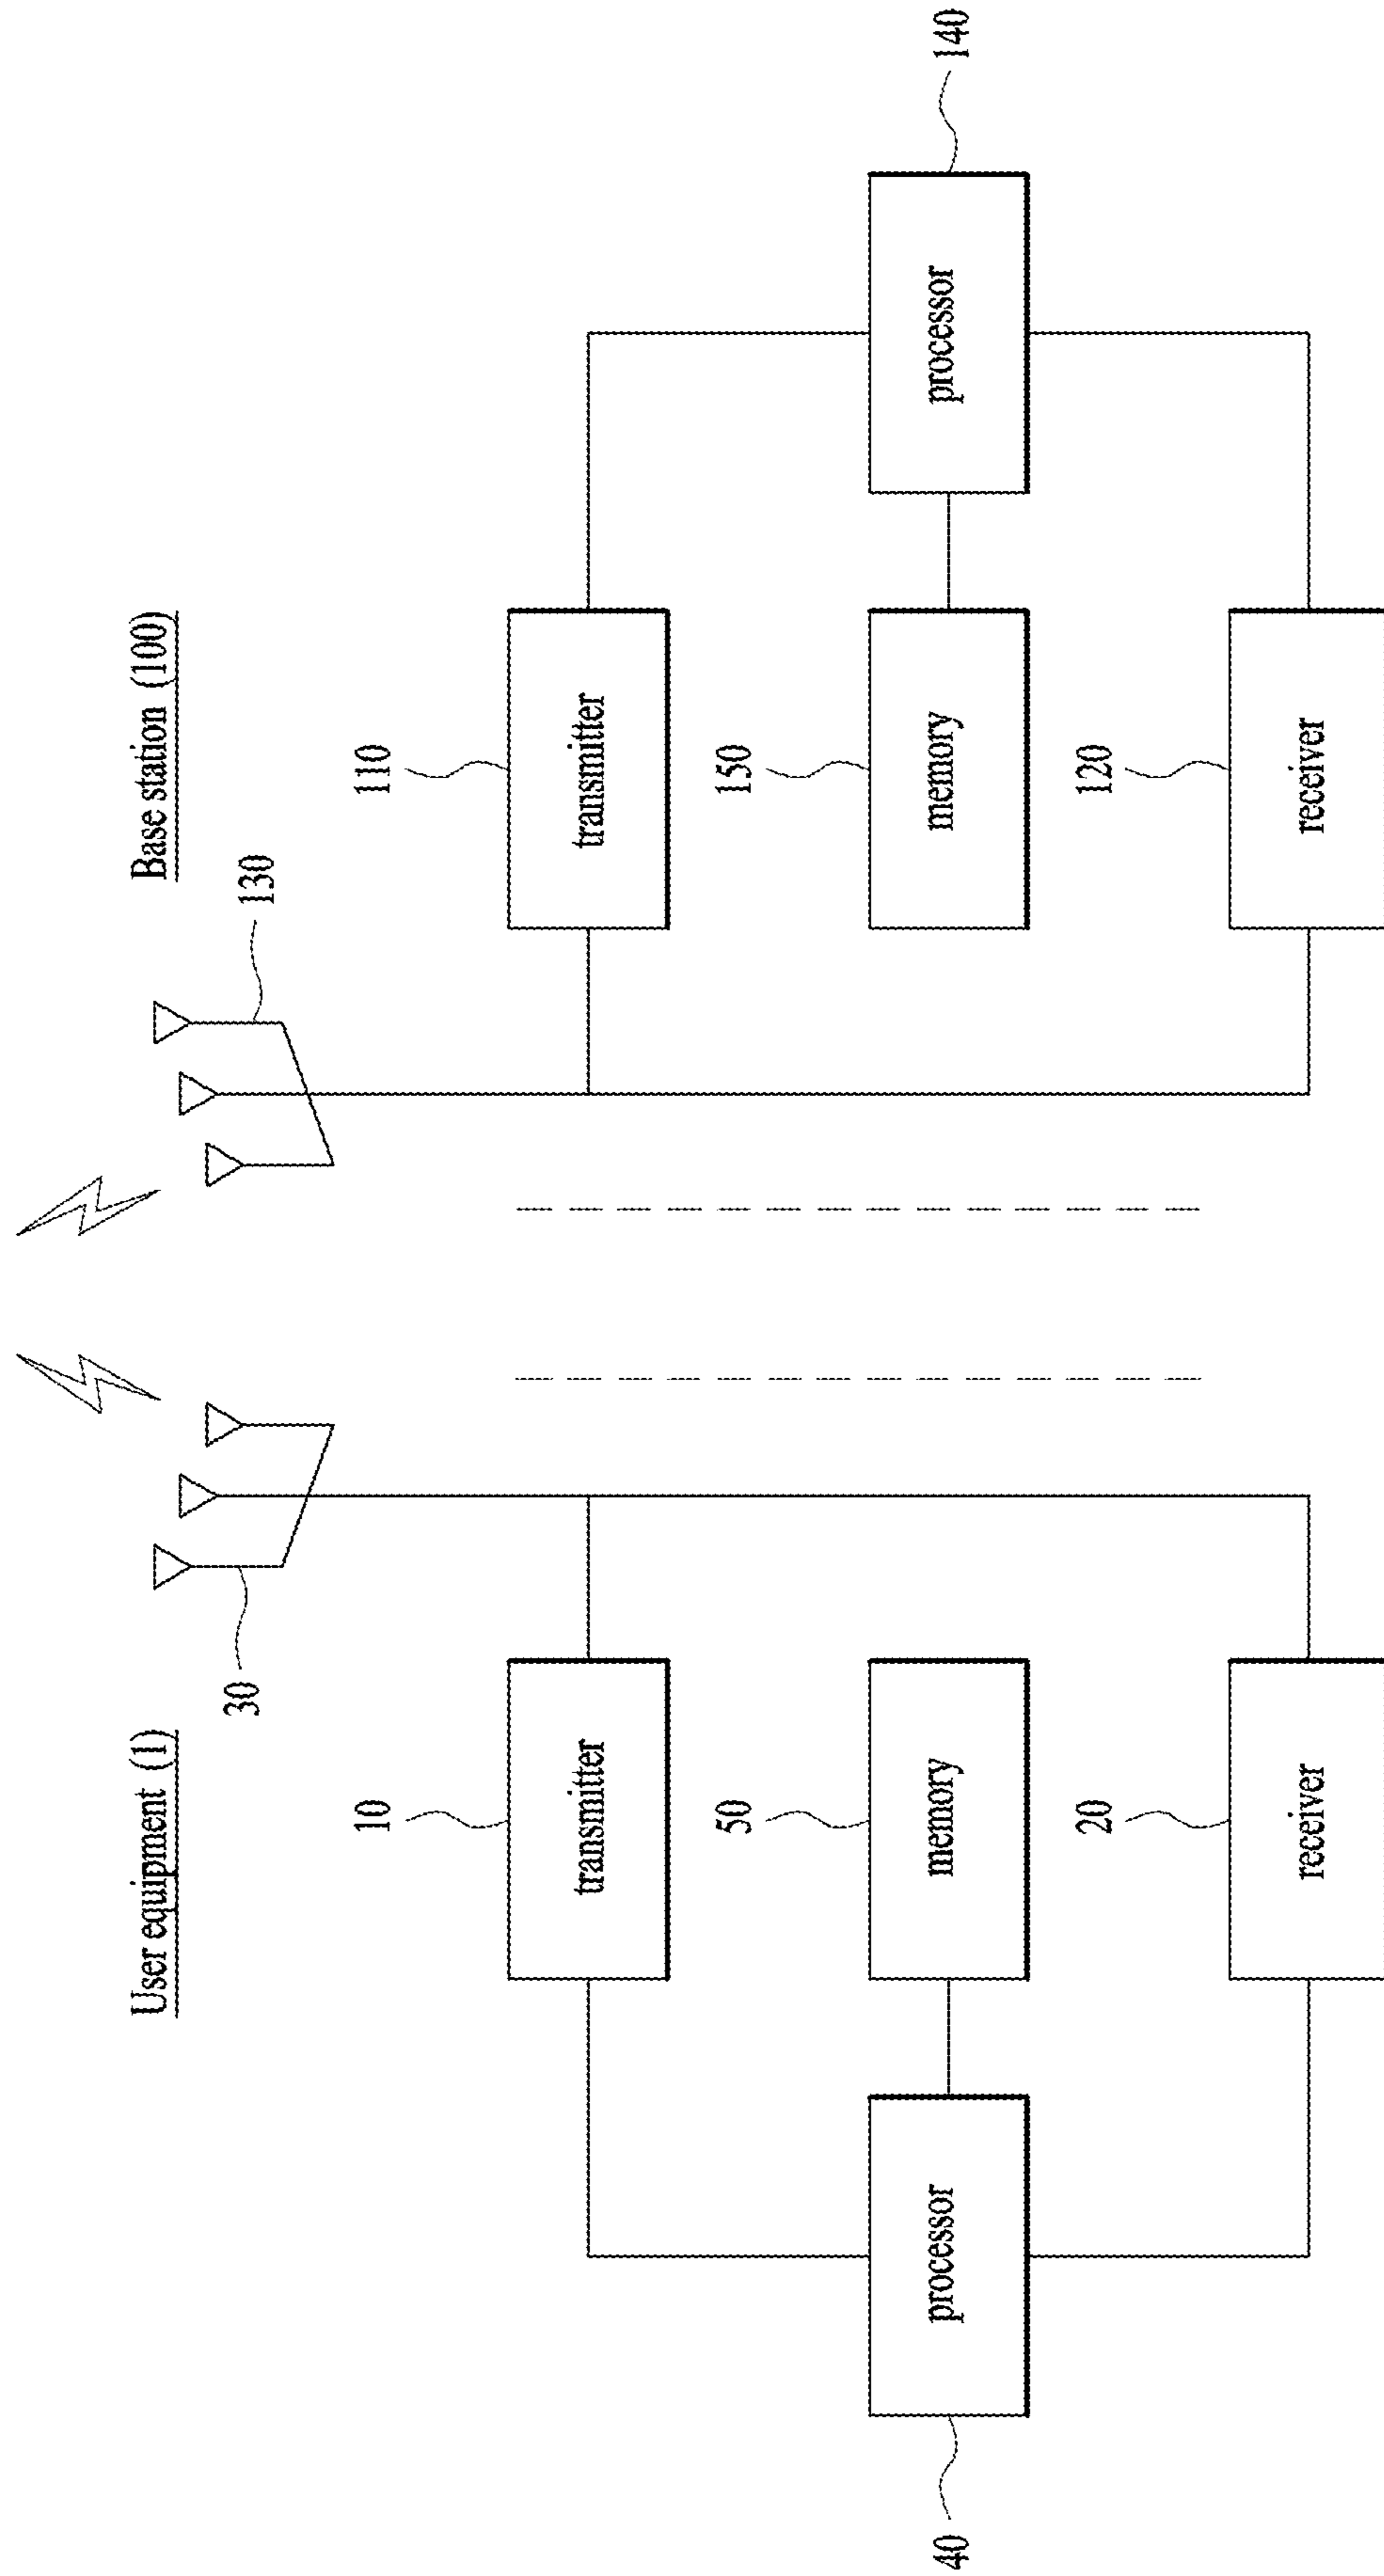 User equipment (1)
Base station (100)
30
130
10
110
transmitter
transmitter
50
150
40
processor
memory
memory
processor
140
20
120
receiver
receiver